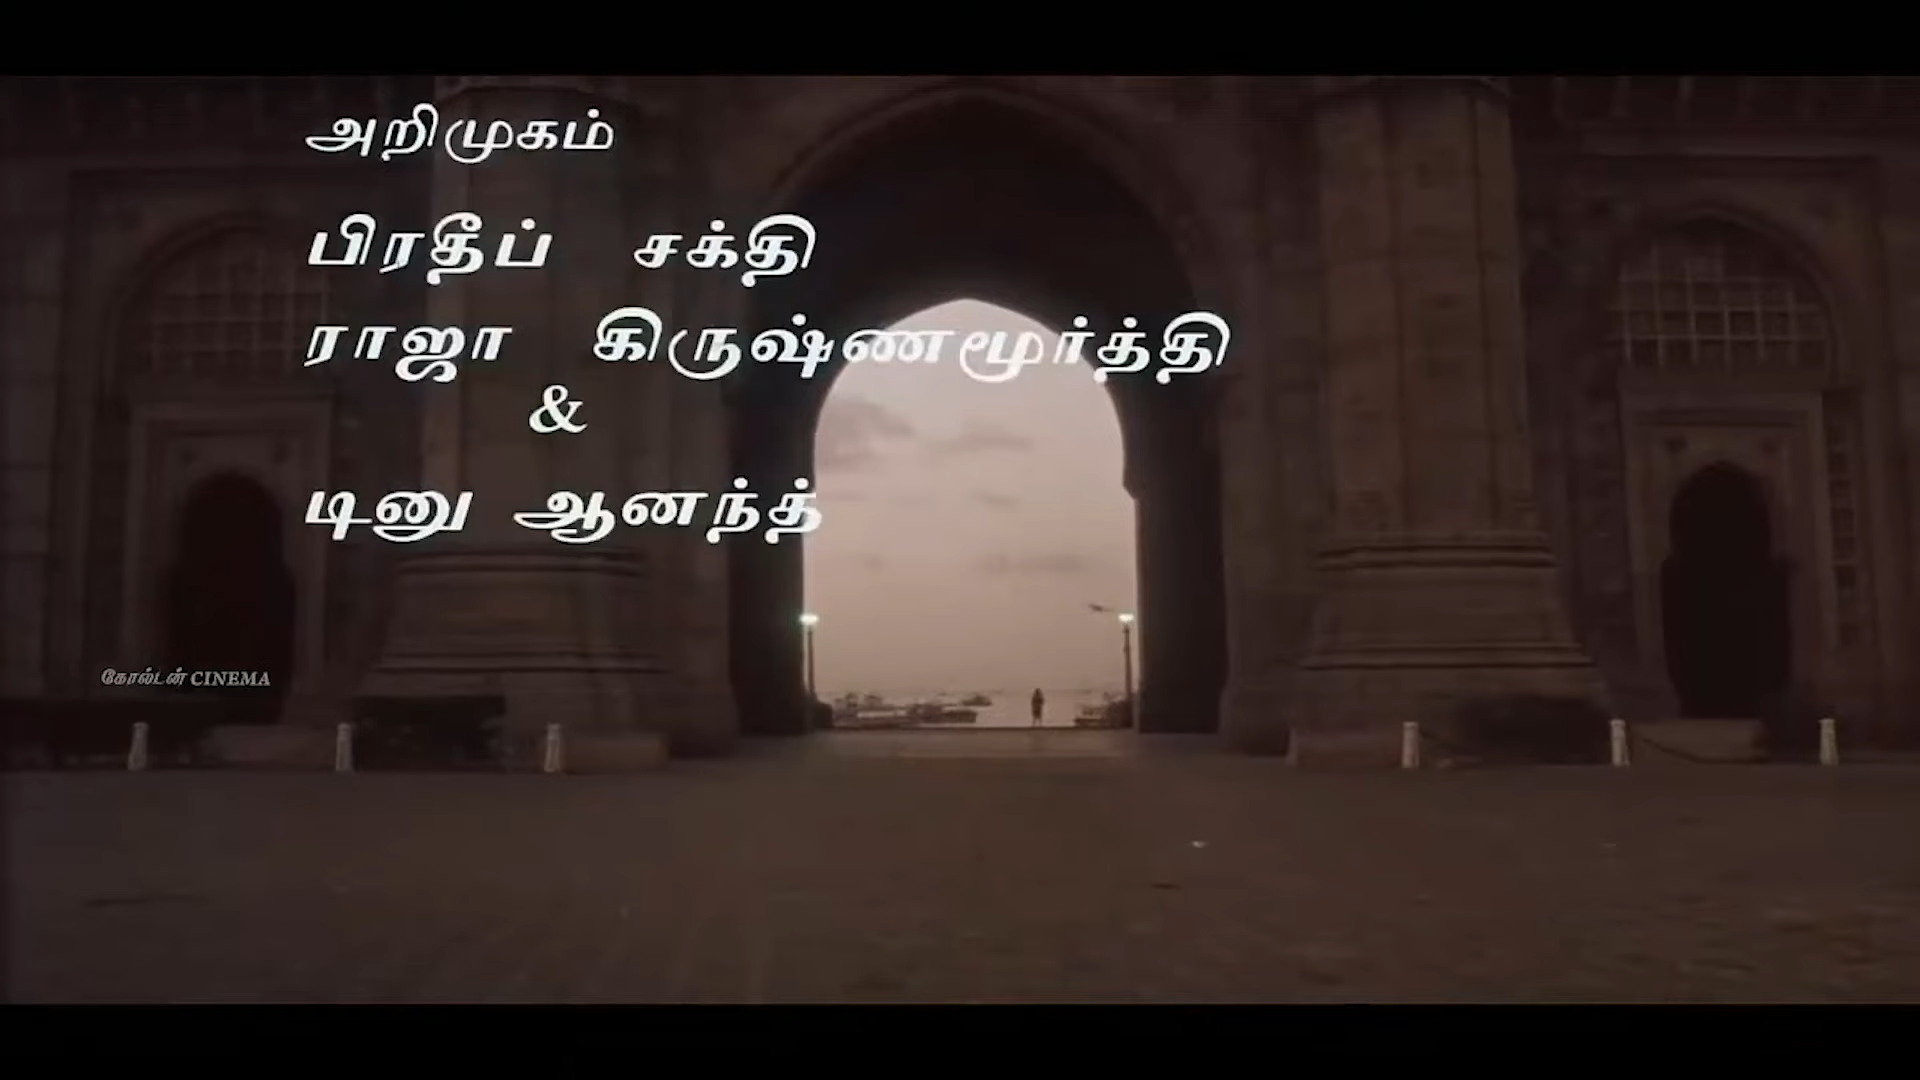 அறிமுகம்
பிரதீப் சக்தி
ராஜா கிருஷ்ணமூர்த்தி
&
டினு ஆனந்த்
கோல்டன் CINEMA